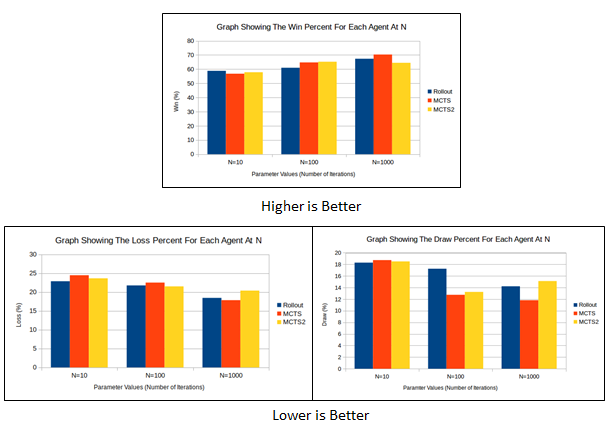 Graph Showing The Win Percent For Each Agent At N
80
70
60
50
40
30
20
10
0
Win (%)
N=10 N=100 N=1000
Parameter Values (Number of Iterations)
Rollout
MCTS
MCTS2
Higher is Better
Graph Showing The Loss Percent For Each Agent At N
30
25
20
15
10
5
0
Loss (%)
N=10 N=100 N=1000
Parameter Values (Number of Iterations)
Rollout
MCTS
MCTS2
Graph Showing The Draw Percent For Each Agent At N
20
18
16
14
12
10
8
6
4
2
0
Draw (%)
N=10 N=100 N=1000
Paramter Values (Number of Iterations)
Rollout
MCTS
MCTS2
Lower is Better